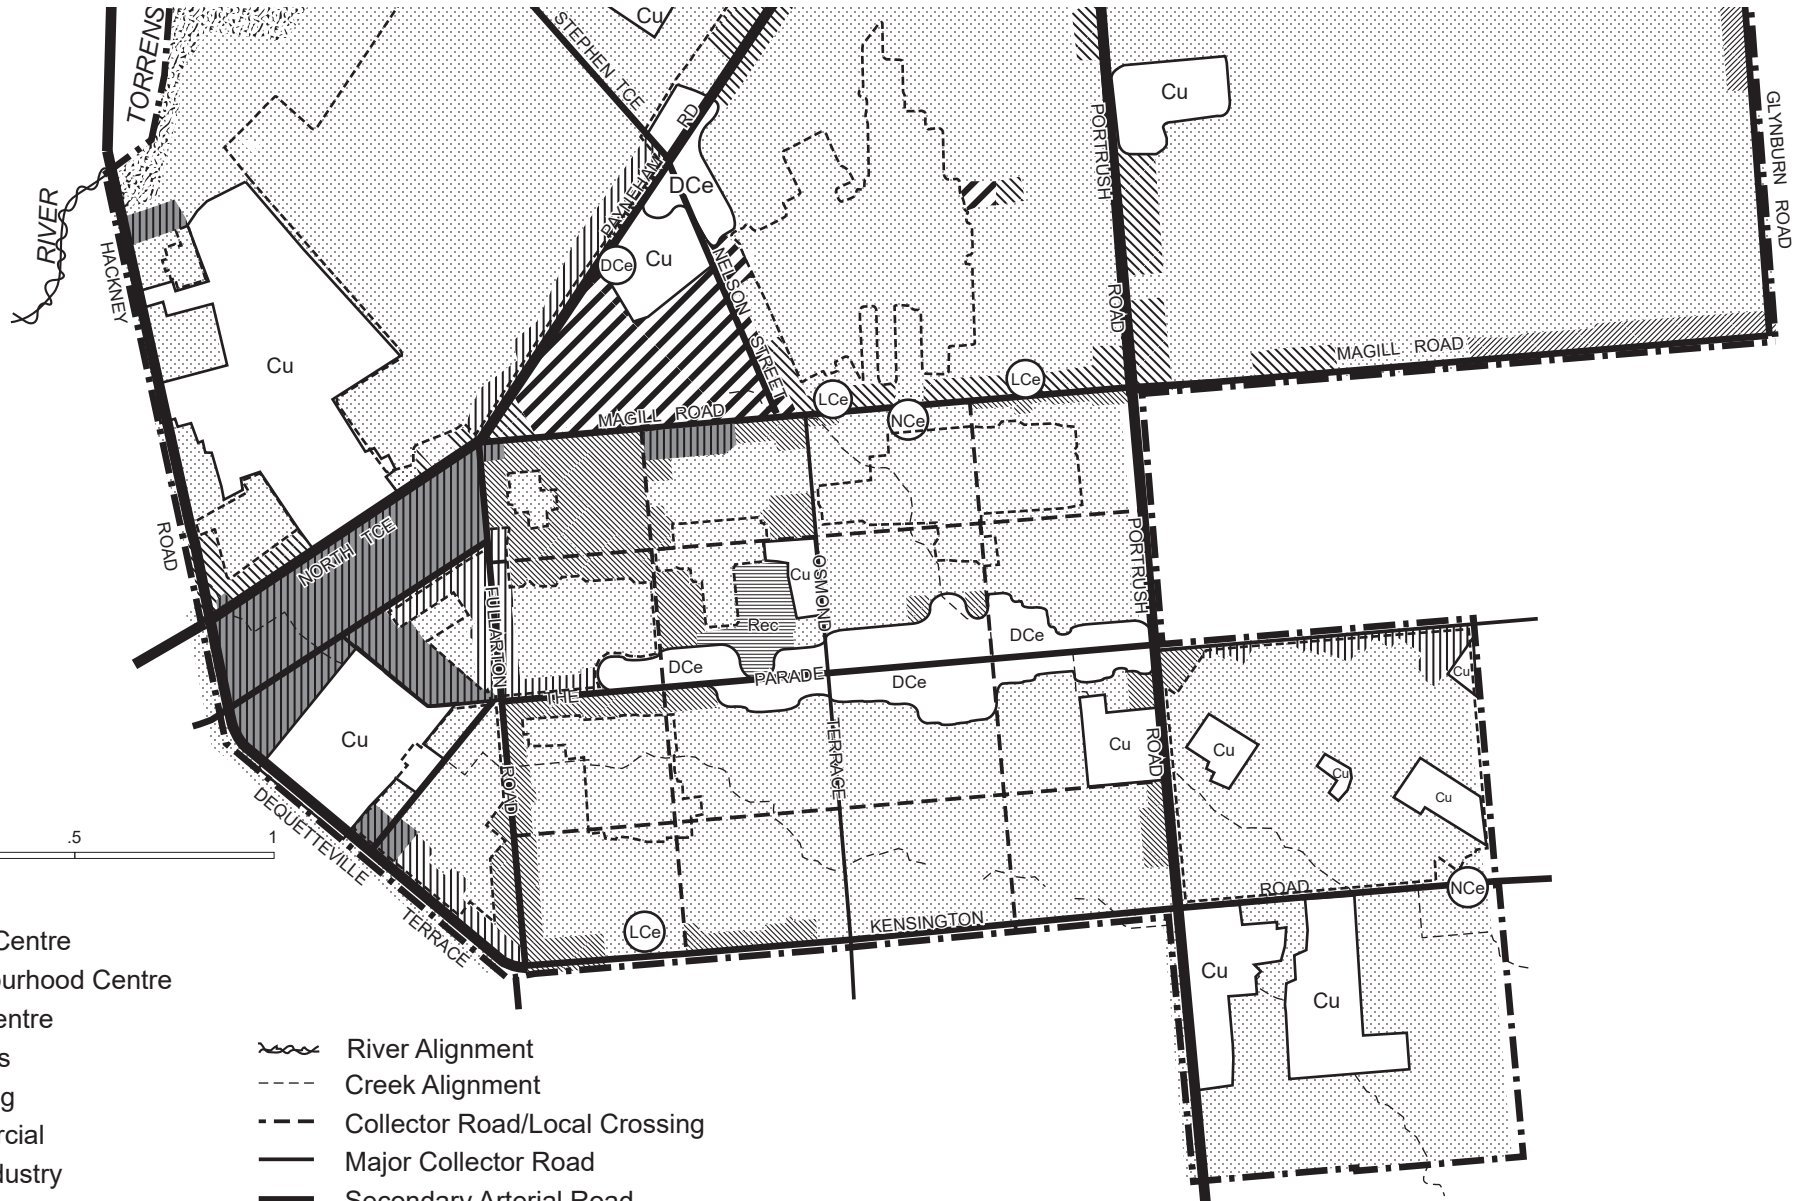 TORRENS
RIVER
STEPHEN TCE
Cu
RD
PAYNEHAM
DCe
Cu
DCe
NELSON STREET
PORTRUSH
ROAD
Cu
GLYNBURN ROAD
HACKNEY
ROAD
Cu
MAGILL ROAD
MAGILL ROAD
LCe
LCe
NCe
NORTH TCE
FULLARTON
ROAD
OSMOND
TERRACE
Cu
Rec
PORTRUSH
ROAD
DCe
DCe
DCe
THE PARADE
Cu
Cu
Cu
Cu
Cu
Cu
DEQUETTEVILLE
TERRACE
LCe
KENSINGTON
ROAD
NCe
Cu
Cu
.5 1
Centre
ourhood Centre
entre
s
g
rcial
dustry
River Alignment
Creek Alignment
Collector Road/Local Crossing
Major Collector Road
Secondary Arterial Road